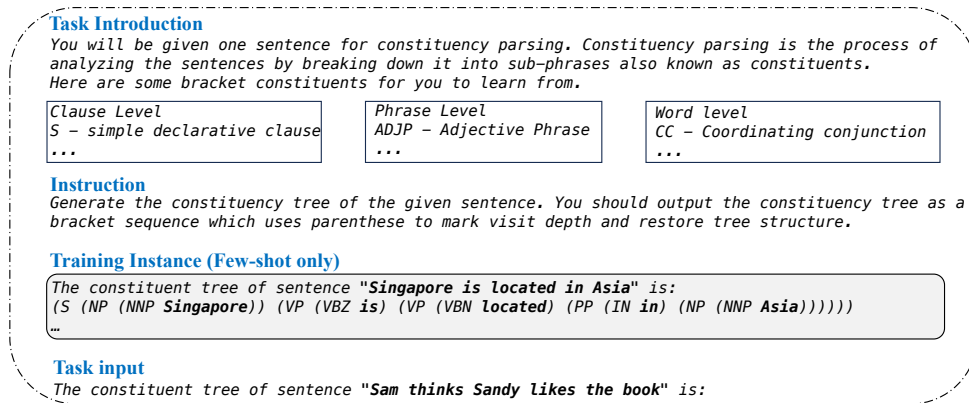 Task Introduction
You will be given one sentence for constituency parsing. Constituency parsing is the process of
analyzing the sentences by breaking down it into sub-phrases also known as constituents.
Here are some bracket constituents for you to learn from.
Clause Level
S - simple declarative clause
...
Phrase Level
ADJP - Adjective Phrase
...
Word level
CC - Coordinating conjunction
...
Instruction
Generate the constituency tree of the given sentence. You should output the constituency tree as a
bracket sequence which uses parenthese to mark visit depth and restore tree structure.
Training Instance (Few-shot only)
The constituent tree of sentence "Singapore is located in Asia" is:
(S (NP (NNP Singapore)) (VP (VBZ is) (VP (VBN located) (PP (IN in) (NP (NNP Asia))))))
…
Task input
The constituent tree of sentence "Sam thinks Sandy likes the book" is: